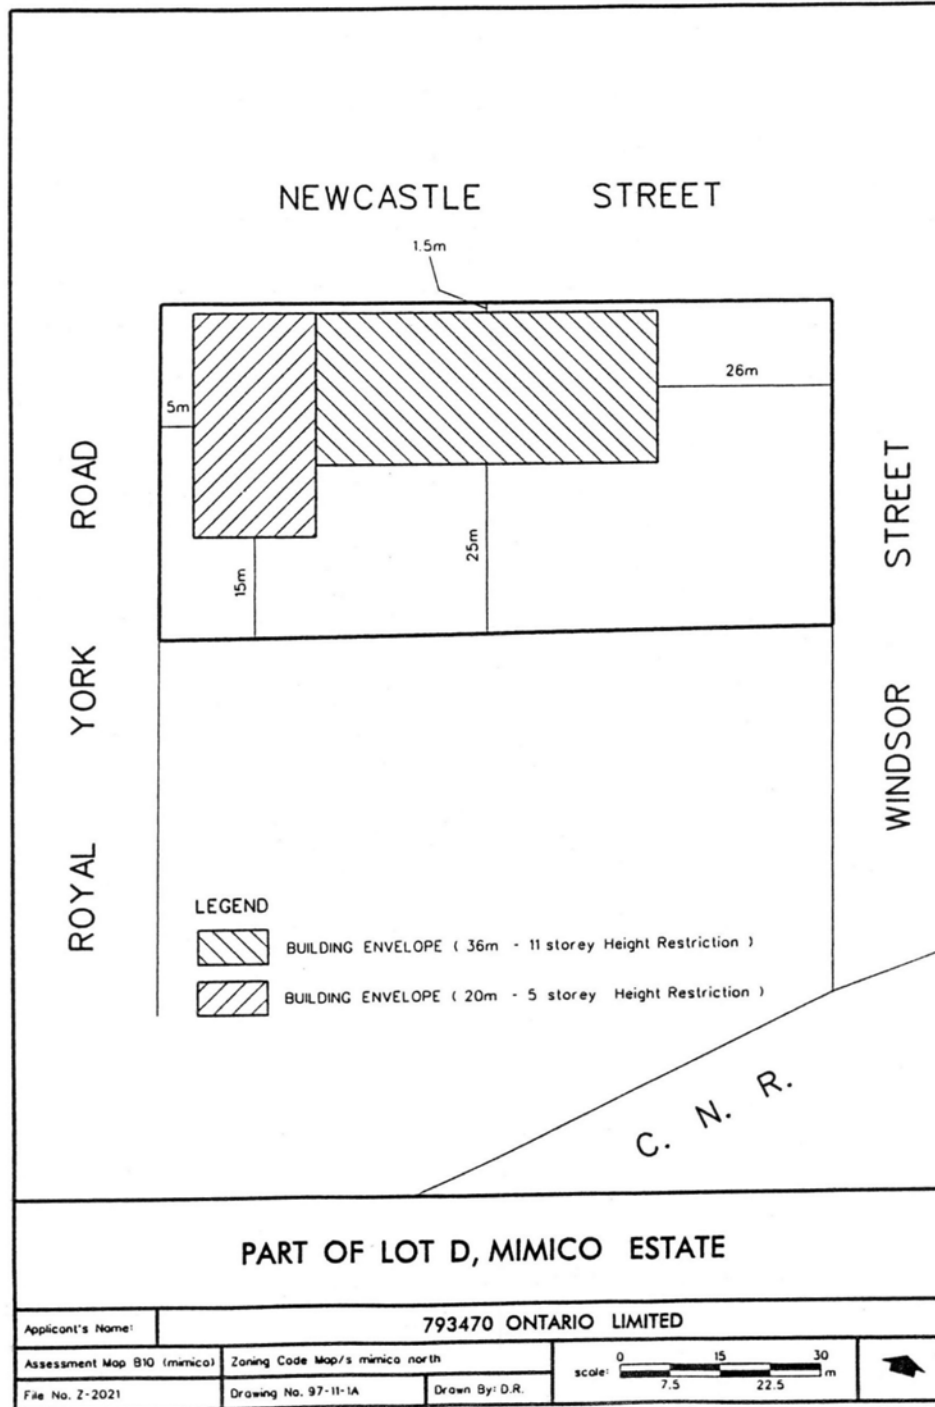 NEWCASTLE STREET
1.5m
26m
5m
25m
15m
ROYAL YORK ROAD
WINDSOR STREET
LEGEND
BUILDING ENVELOPE ( 36m - 11 storey Height Restriction )
BUILDING ENVELOPE ( 20m - 5 storey Height Restriction )
C. N. R.
PART OF LOT D, MIMICO ESTATE
Applicant's Name: 793470 ONTARIO LIMITED
Assessment Map B10 (mimico) Zoning Code Map/s mimico north
File No. Z-2021 Drawing No. 97-11-1A Drawn By: D.R.
scale: 0 15 30 m
7.5 22.5